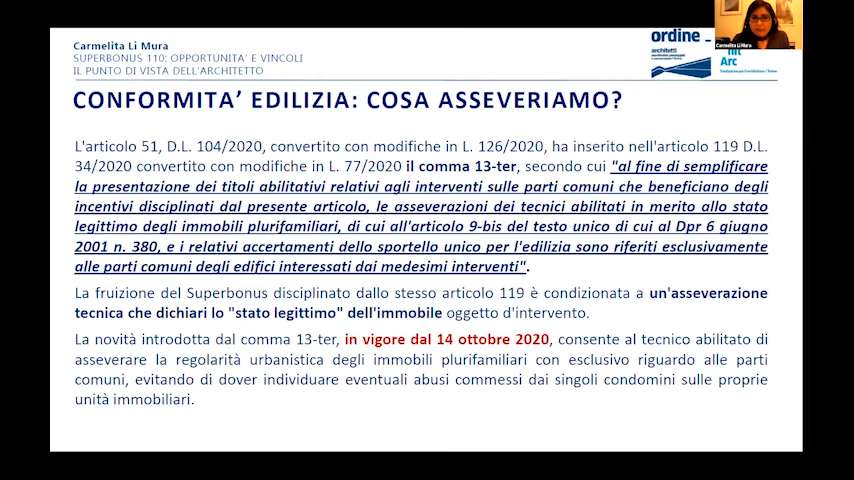 Carmelita Li Mura
SUPERBONUS 110: OPPORTUNITA' E VINCOLI
IL PUNTO DI VISTA DELL'ARCHITETTO
ordine
architetti
Arc
Carmelita Li Mura
CONFORMITA' EDILIZIA: COSA ASSEVERIAMO?
L'articolo 51, D.L. 104/2020, convertito con modifiche in L. 126/2020, ha inserito nell'articolo 119 D.L.
34/2020 convertito con modifiche in L. 77/2020 il comma 13-ter, secondo cui "al fine di semplificare
la presentazione dei titoli abilitativi relativi agli interventi sulle parti comuni che beneficiano degli
incentivi disciplinati dal presente articolo, le asseverazioni dei tecnici abilitati in merito allo stato
legittimo degli immobili plurifamiliari, di cui all'articolo 9-bis del testo unico di cui al Dpr 6 giugno
2001 n. 380, e i relativi accertamenti dello sportello unico per l'edilizia sono riferiti esclusivamente
alle parti comuni degli edifici interessati dai medesimi interventi".
La fruizione del Superbonus disciplinato dallo stesso articolo 119 è condizionata a un'asseverazione
tecnica che dichiari lo "stato legittimo" dell'immobile oggetto d'intervento.
La novità introdotta dal comma 13-ter, in vigore dal 14 ottobre 2020, consente al tecnico abilitato di
asseverare la regolarità urbanistica degli immobili plurifamiliari con esclusivo riguardo alle parti
comuni, evitando di dover individuare eventuali abusi commessi dai singoli condomini sulle proprie
unità immobiliari.